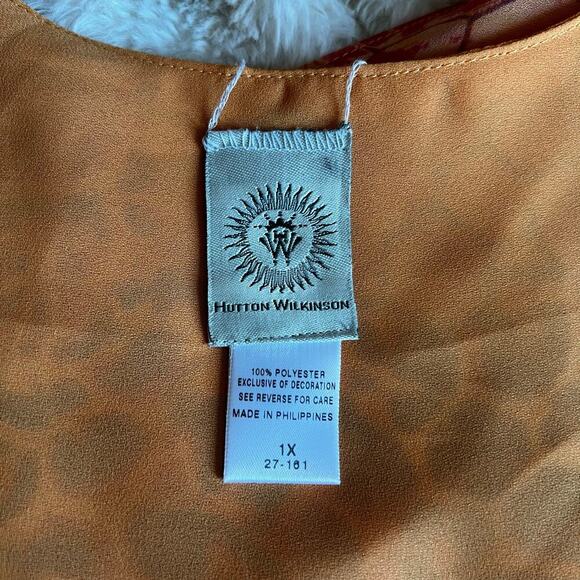 W
HUTTON WILKINSON
100% POLYESTER
EXCLUSIVE OF DECORATION
SEE REVERSE FOR CARE
MADE IN PHILIPPINES
1X
27-161